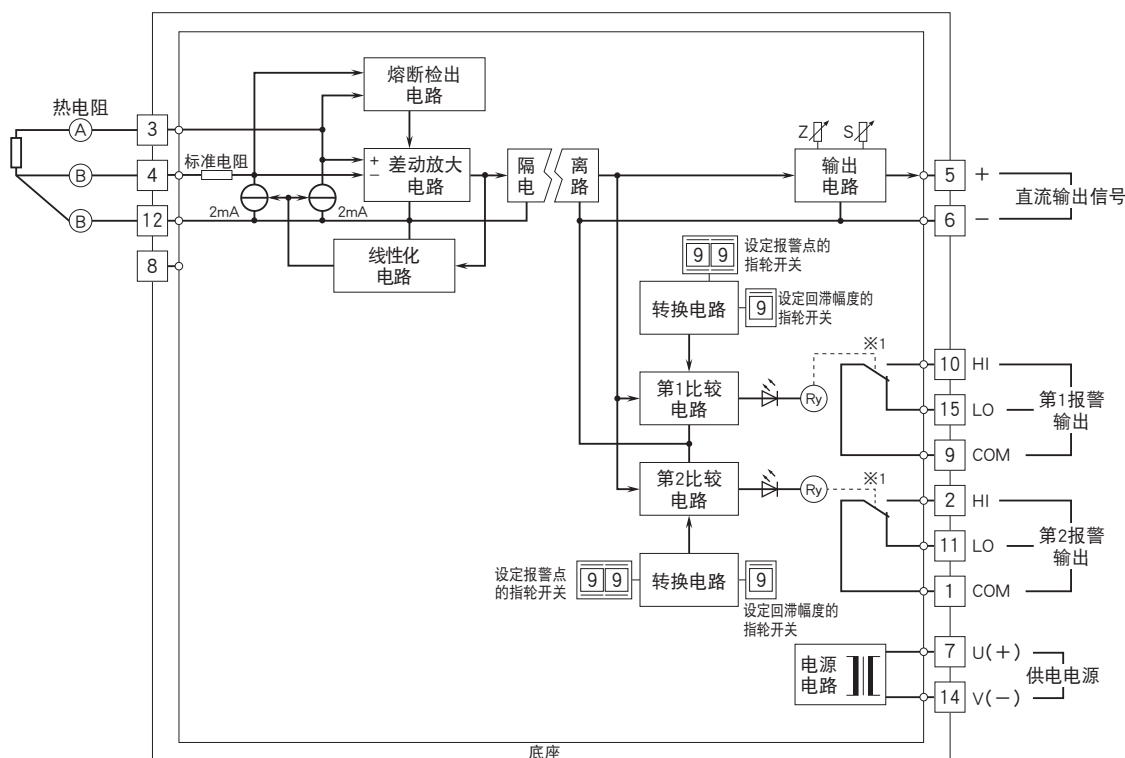 热电阻
A
B
B
3
4
12
8
标准电阻
2mA
2mA
熔断检出
电路
+
−
差动放大
电路
线性化
电路
隔
电
离
路
Z
S
输出
电路
5
+
6
−
直流输出信号
9 9
设定报警点的
指轮开关
转换电路
9
设定回滞幅度的
指轮开关
第1比较
电路
Ry
※1
10
HI
15
LO
9
COM
第1报警
输出
第2比较
电路
Ry
※1
2
HI
11
LO
1
COM
第2报警
输出
设定报警点
的指轮开关
9 9
转换电路
9
设定回滞幅度的
指轮开关
电源
电路
7
U(+)
14
V(−)
供电电源
底座